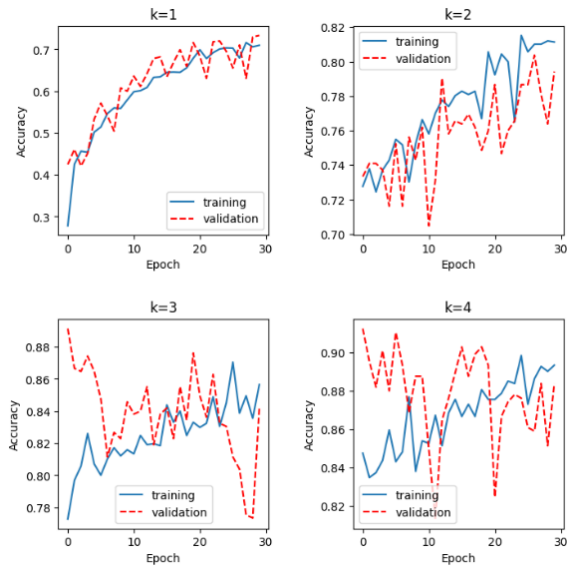 k=1
Accuracy
0.7
0.6
0.5
0.4
0.3
training
validation
0 10 20 30
Epoch
k=2
Accuracy
0.82
0.80
0.78
0.76
0.74
0.72
0.70
training
validation
0 10 20 30
Epoch
k=3
Accuracy
0.88
0.86
0.84
0.82
0.80
0.78
training
validation
0 10 20 30
Epoch
k=4
Accuracy
0.90
0.88
0.86
0.84
0.82
training
validation
0 10 20 30
Epoch